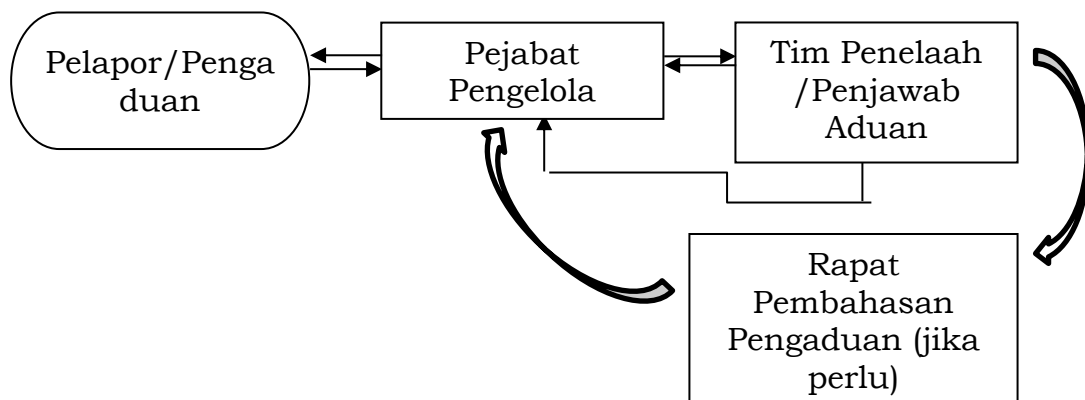 Pelapor/Penga
duan
Pejabat
Pengelola
Tim Penelaah
/Penjawab
Aduan
Rapat
Pembahasan
Pengaduan (jika
perlu)